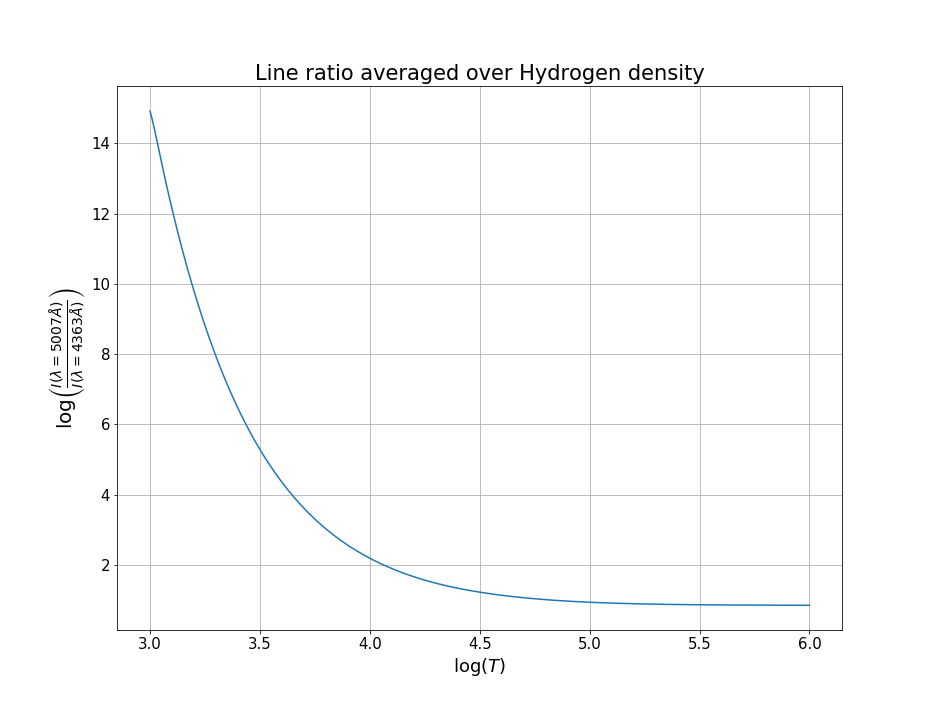 Line ratio averaged over Hydrogen density
log(I(λ = 5007Å)/I(λ = 4363Å))
14
12
10
8
6
4
2
3.0 3.5 4.0 4.5 5.0 5.5 6.0
log(T)